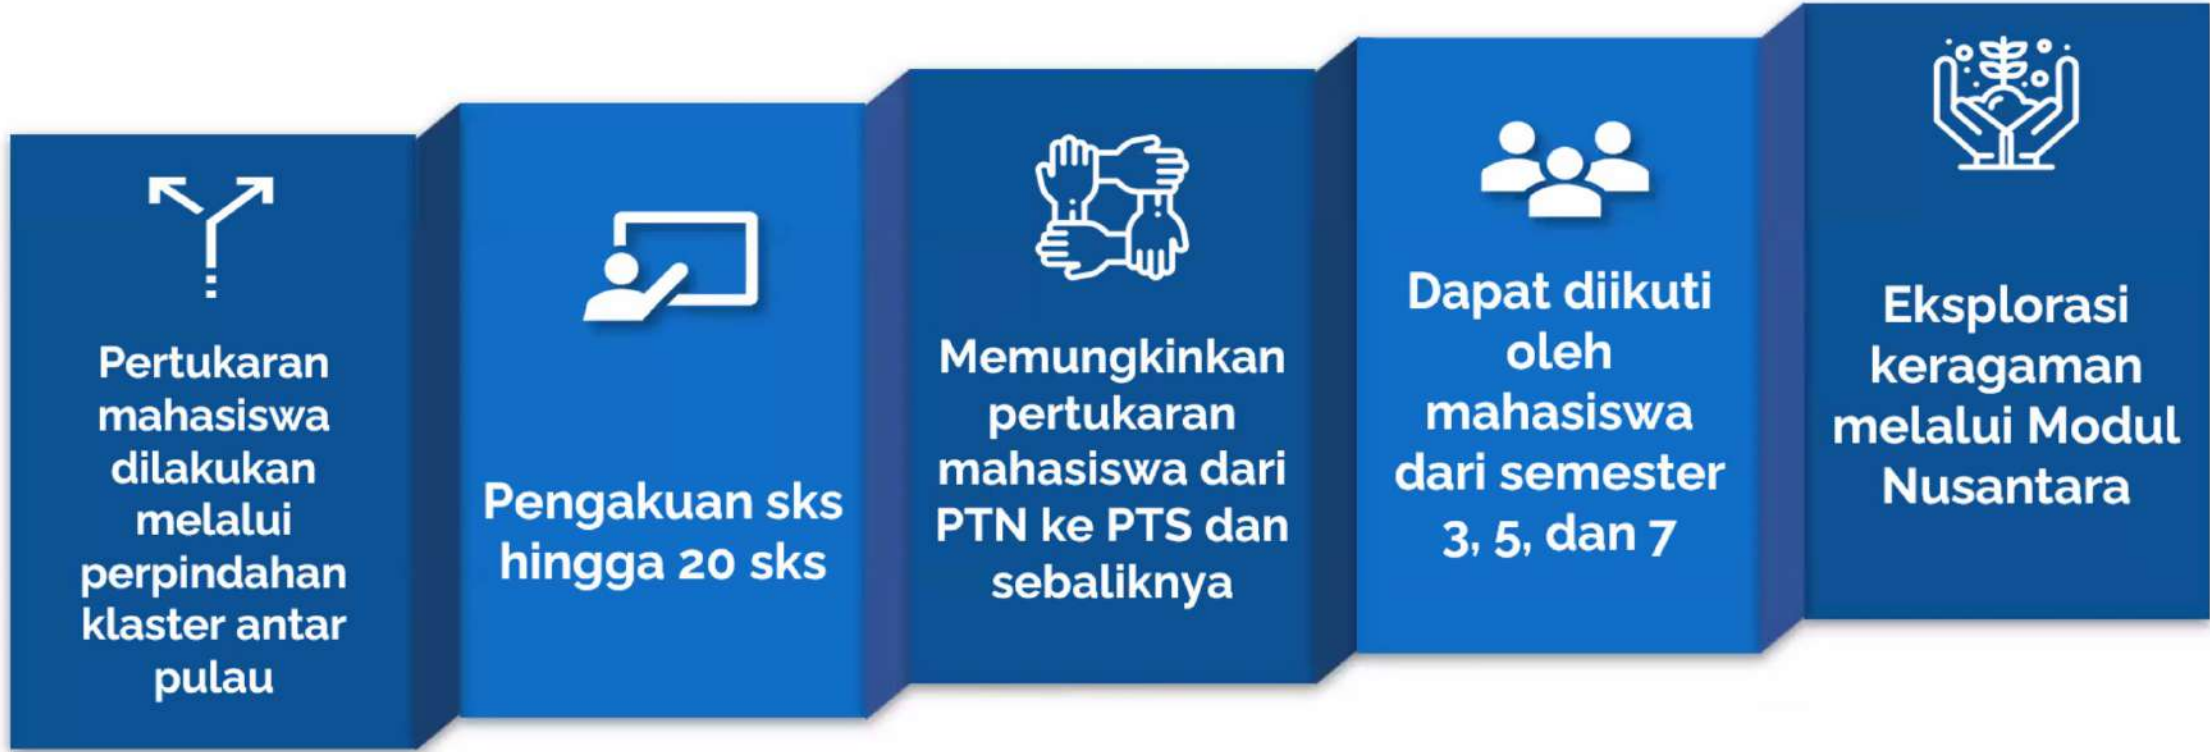 Pertukaran
mahasiswa
dilakukan
melalui
perpindahan
klaster antar
pulau
Pengakuan sks
hingga 20 sks
Memungkinkan
pertukaran
mahasiswa dari
PTN ke PTS dan
sebaliknya
Dapat diikuti
oleh
mahasiswa
dari semester
3, 5, dan 7
Eksplorasi
keragaman
melalui Modul
Nusantara